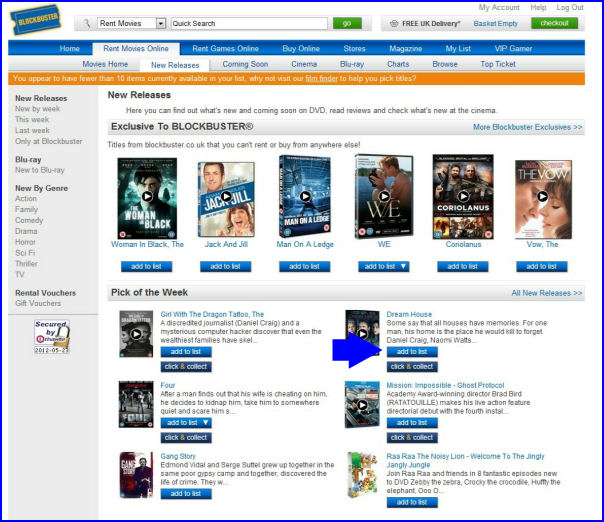 My Account Help Log Out
BLOCKBUSTER
Rent Movies Quick Search go FREE UK Delivery* Basket Empty checkout
Home Rent Movies Online Rent Games Online Buy Online Stores Magazine My List VIP Gamer
Movies Home New Releases Coming Soon Cinema Blu-ray Charts Browse Top Ticket
You appear to have fewer than 10 items currently available in your list, why not visit our film finder to help you pick titles?
New Releases
New by week
This week
Last week
Only at Blockbuster
Blu-ray
New to Blu-ray
New By Genre
Action
Family
Comedy
Drama
Horror
Sci Fi
Thriller
TV
Rental Vouchers
Gift Vouchers
Secured
by
thawte
2012-05-23
New Releases
Here you can find out what's new and coming soon on DVD, read reviews and check what's new at the cinema.
Exclusive To BLOCKBUSTER®
More Blockbuster Exclusives >>
Titles from blockbuster.co.uk that you can't rent or buy from anywhere else!
THE WOMAN IN BLACK
JACK JILL
MAN ON A LEDGE
WE
CORIOLANUS
THE VOW
Woman In Black, The Jack And Jill Man On A Ledge WE Coriolanus Vow, The
add to list add to list add to list add to list add to list add to list
Pick of the Week
All New Releases >>
Girl With The Dragon Tattoo, The
A discredited journalist (Daniel Craig) and a
mysterious computer hacker discover that even the
wealthiest families have skel...
add to list
click & collect
Dream House
Some say that all houses have memories. For one
man, his home is the place he would kill to forget.
Daniel Craig, Naomi Watts...
add to list
click & collect
Four
After a man finds out that his wife is cheating on him,
he decides to kidnap him, take him to somewhere
quiet and scare him s...
add to list
click & collect
Mission: Impossible - Ghost Protocol
Academy Award-winning director Brad Bird
(RATATOUILLE) makes his live action feature
directorial debut with the fourth instal...
add to list
click & collect
GANG STORY
Gang Story
Edmond Vidal and Serge Suttel grew up together in the
same poor gypsy camp and together, discovered the
life of crime. They w...
add to list
Raa Raa The Noisy Lion - Welcome To The Jingly
Jangly Jungle
Join Raa Raa and friends in 8 fantastic episodes new
to DVD Zebby the zebra, Crocky the crocodile, Huffty the
elephant, Ooo O...
add to list